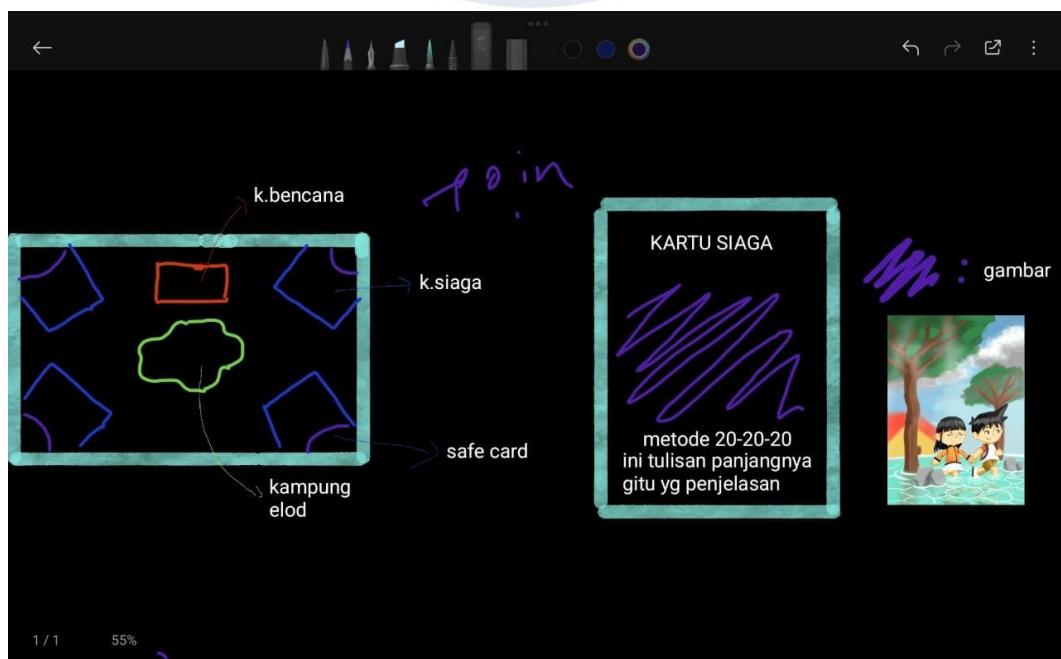 poin
k.bencana
k.siaga
safe card
kampung
elod
KARTU SIAGA
metode 20-20-20
ini tulisan panjangnya
gitu yg penjelasan
: gambar
1 / 1
55%